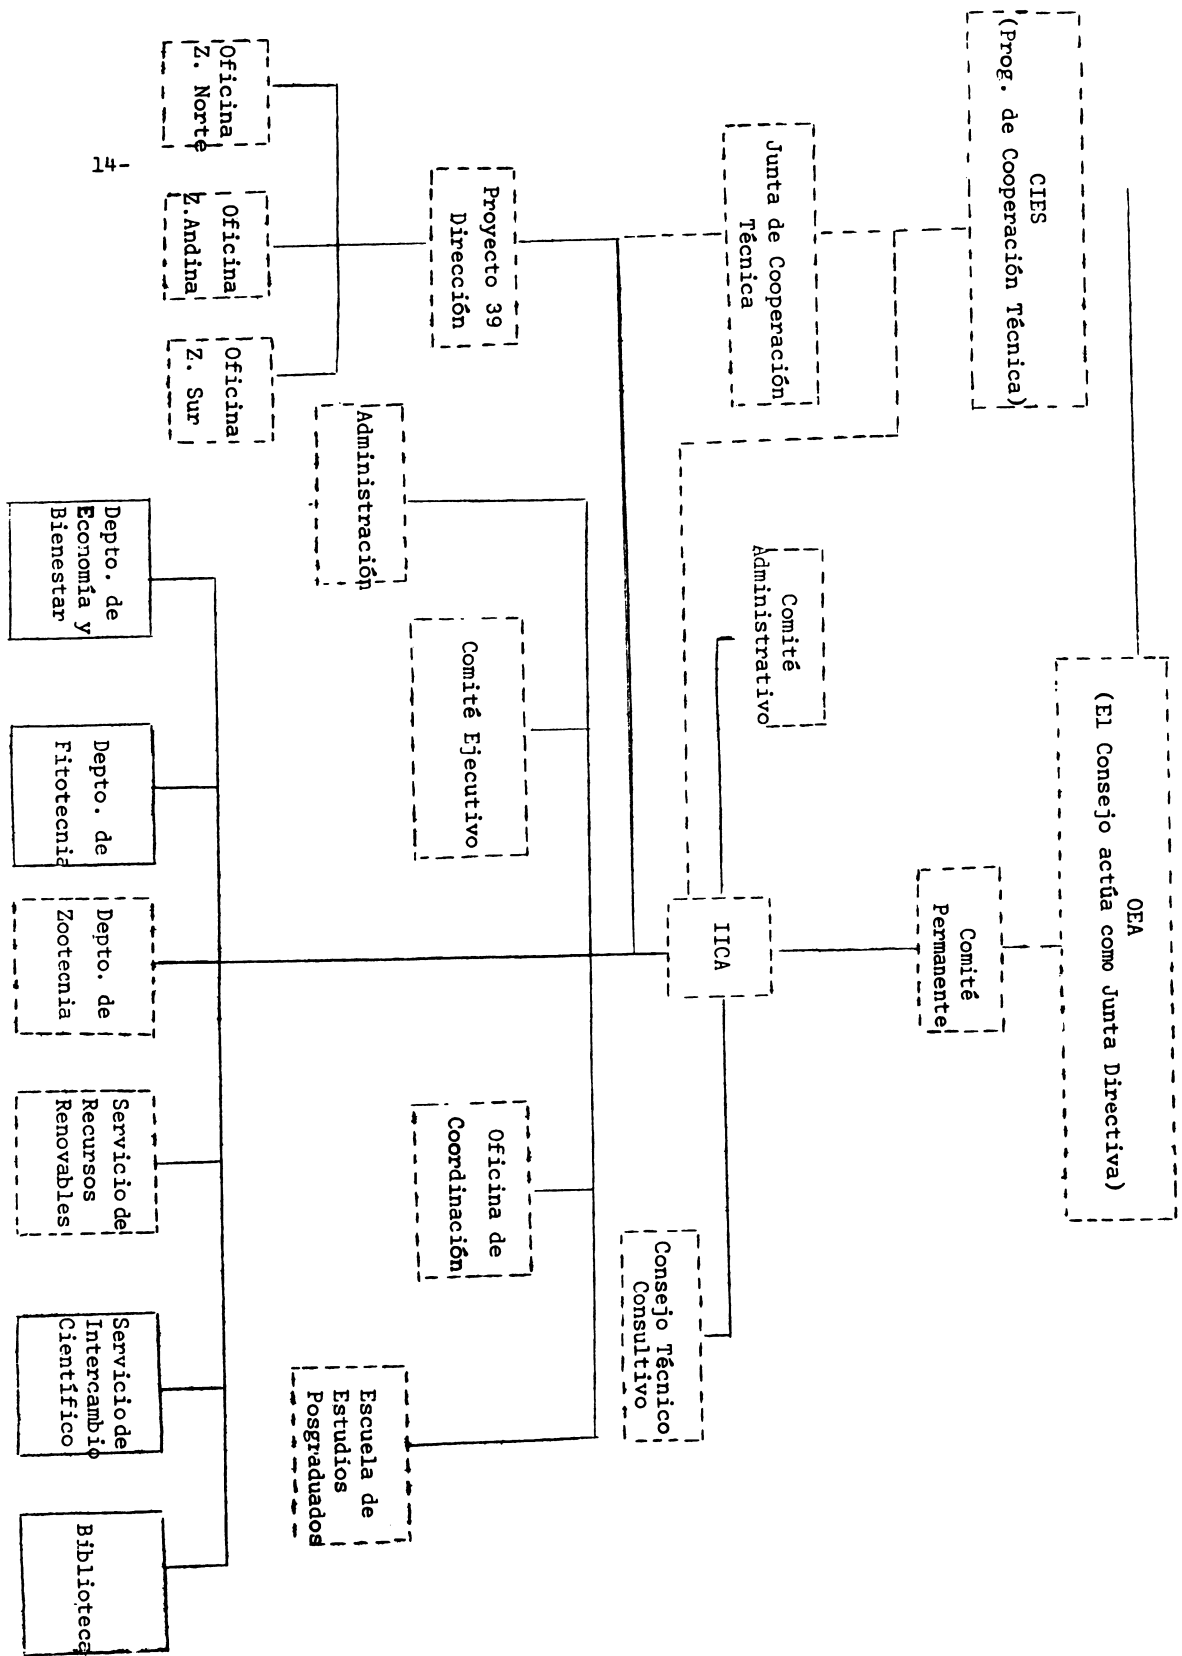 OEA
(El Consejo actúa como Junta Directiva)
CIES
(Prog. de Cooperación Técnica)
Comité
Permanente
Junta de Cooperación
Técnica
Comité
Administrativo
IICA
Consejo Técnico
Consultivo
Proyecto 39
Dirección
Comité Ejecutivo
Oficina de
Coordinación
Administración
Escuela de
Estudios
Posgraduados
Oficina
Z. Norte
Oficina
Z.Andina
Oficina
Z. Sur
Depto. de
Economía y
Bienestar
Depto. de
Fitotecnia
Depto. de
Zootecnia
Servicio de
Recursos
Renovables
Servicio de
Intercambio
Científico
Biblioteca
14-